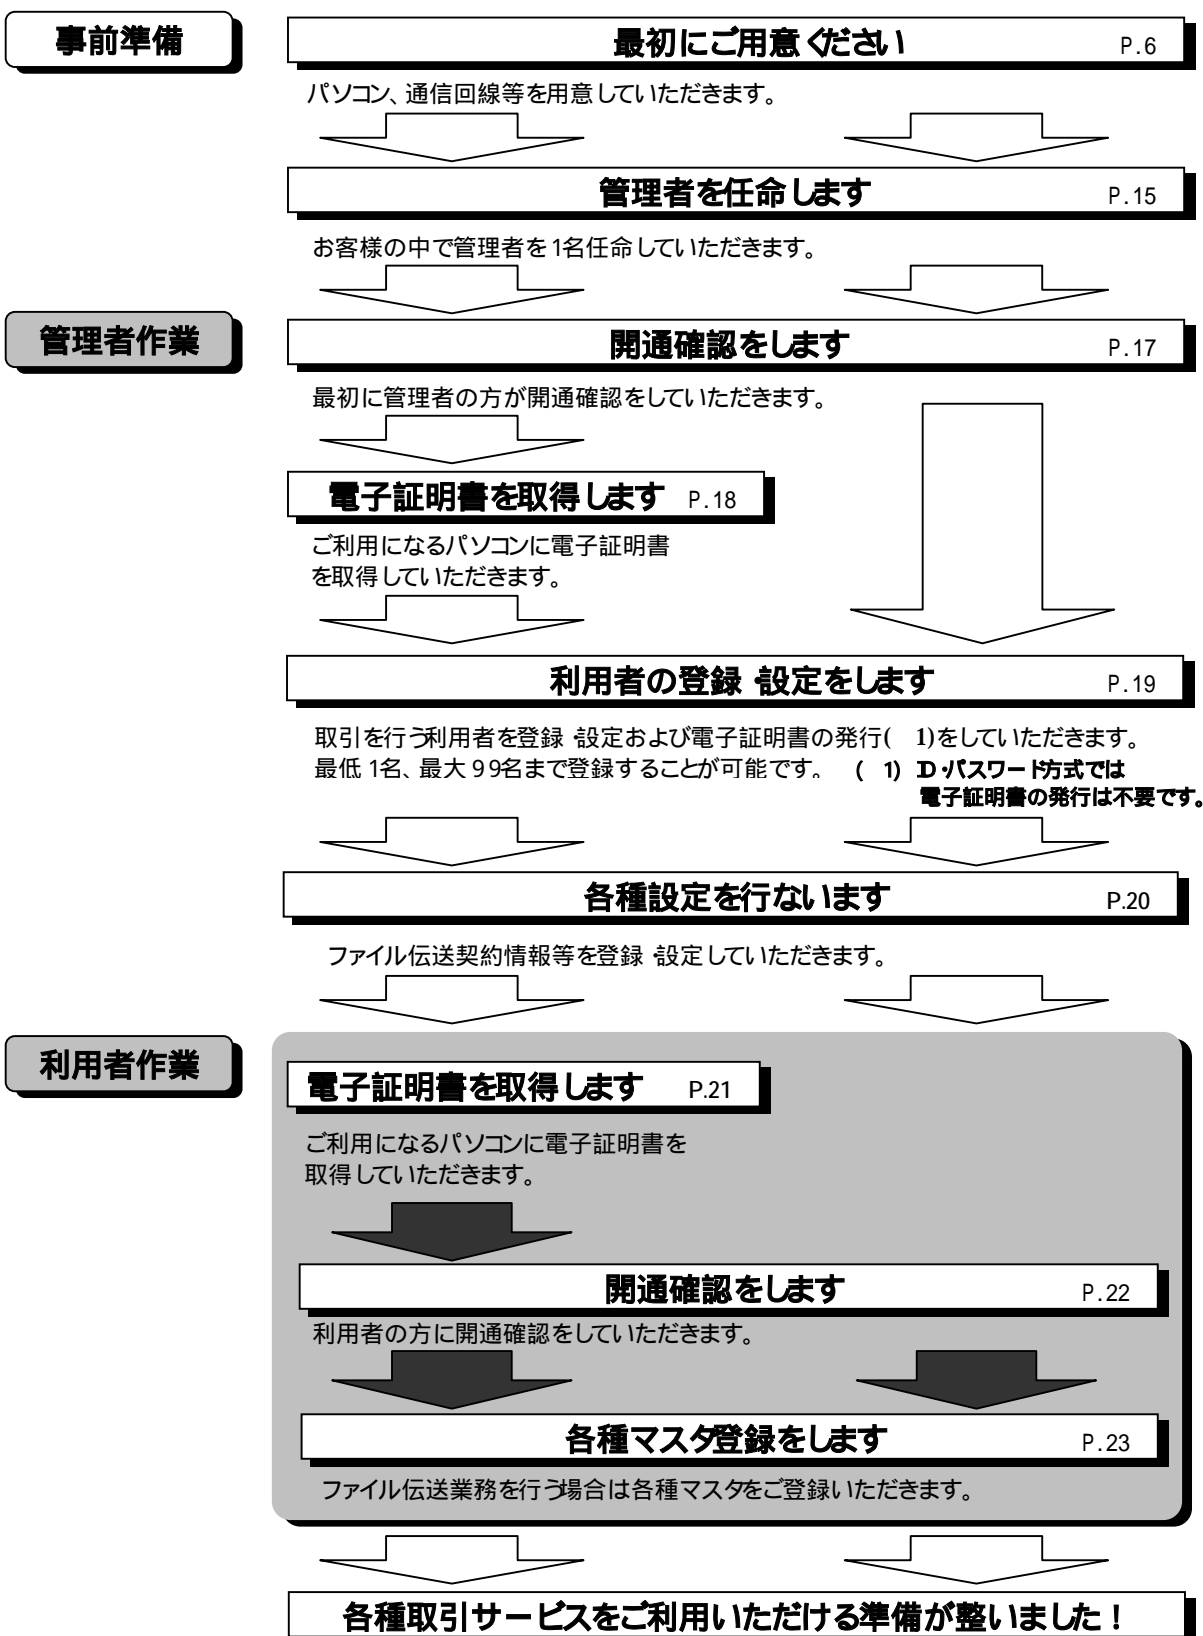 事前準備
最初にご用意ください P.6
パソコン、通信回線等を用意していただきます。
管理者を任命します P.15
お客様の中で管理者を1名任命していただきます。
管理者作業
開通確認をします P.17
最初に管理者の方が開通確認をしていただきます。
電子証明書を取得します P.18
ご利用になるパソコンに電子証明書
を取得していただきます。
利用者の登録・設定をします P.19
取引を行う利用者を登録・設定および電子証明書の発行( 1)をしていただきます。
最低1名、最大99名まで登録することが可能です。 ( 1) ID・パスワード方式では
電子証明書の発行は不要です。
各種設定を行ないます P.20
ファイル伝送契約情報等を登録・設定していただきます。
利用者作業
電子証明書を取得します P.21
ご利用になるパソコンに電子証明書を
取得していただきます。
開通確認をします P.22
利用者の方に開通確認をしていただきます。
各種マスタ登録をします P.23
ファイル伝送業務を行う場合は各種マスタをご登録いただきます。
各種取引サービスをご利用いただける準備が整いました!